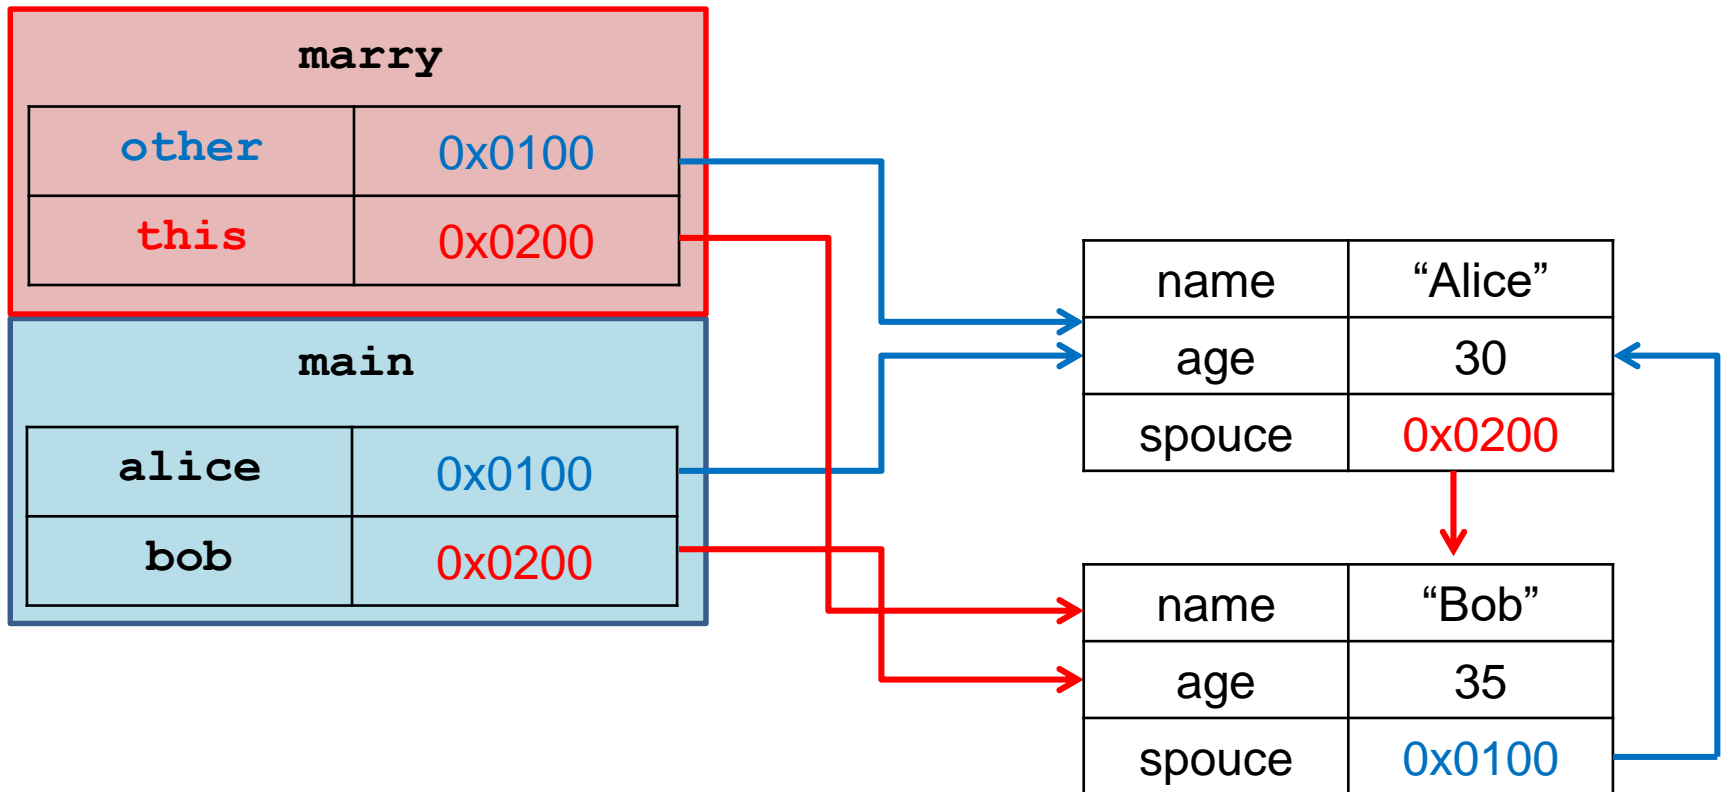 marry
other 0x0100
this 0x0200
main
alice 0x0100
bob 0x0200
name “Alice”
age 30
spouce 0x0200
name “Bob”
age 35
spouce 0x0100